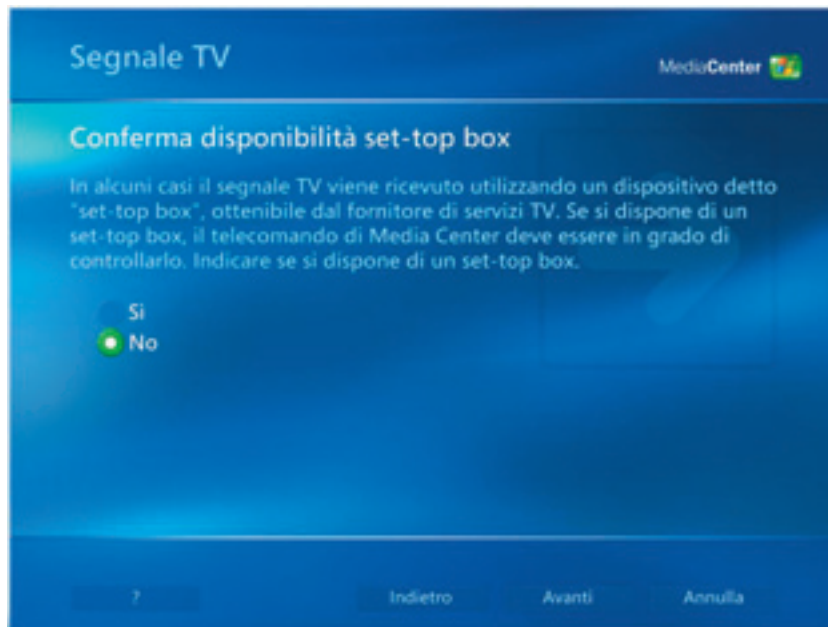 Segnale TV
MediaCenter
Conferma disponibilità set-top box
In alcuni casi il segnale TV viene ricevuto utilizzando un dispositivo detto
"set-top box", ottenibile dal fornitore di servizi TV. Se si dispone di un
set-top box, il telecomando di Media Center deve essere in grado di
controllarlo. Indicare se si dispone di un set-top box.
Sì
No
? Indietro Avanti Annulla